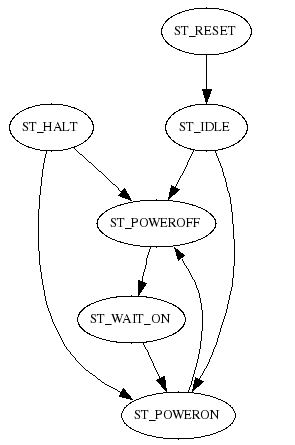 ST_RESET
ST_HALT
ST_IDLE
ST_POWEROFF
ST_WAIT_ON
ST_POWERON